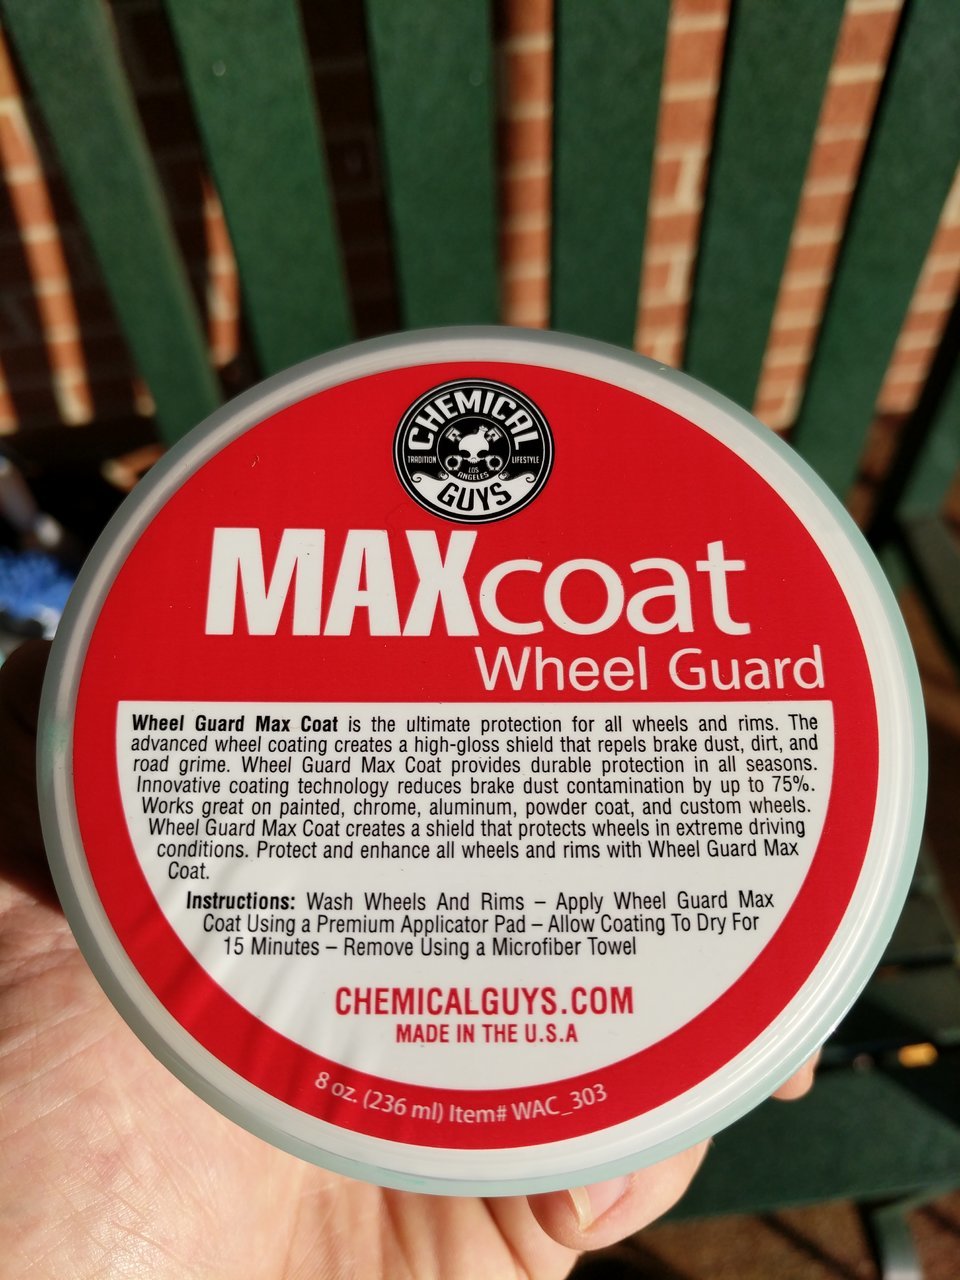 CHEMICAL
TRADITION
LIFESTYLE
LOS
ANGELES
GUYS
MAXcoat
Wheel Guard
Wheel Guard Max Coat is the ultimate protection for all wheels and rims. The
advanced wheel coating creates a high-gloss shield that repels brake dust, dirt, and
road grime. Wheel Guard Max Coat provides durable protection in all seasons.
Innovative coating technology reduces brake dust contamination by up to 75%.
Works great on painted, chrome, aluminum, powder coat, and custom wheels.
Wheel Guard Max Coat creates a shield that protects wheels in extreme driving
conditions. Protect and enhance all wheels and rims with Wheel Guard Max
Coat.
Instructions: Wash Wheels And Rims – Apply Wheel Guard Max
Coat Using a Premium Applicator Pad – Allow Coating To Dry For
15 Minutes – Remove Using a Microfiber Towel
CHEMICALGUYS.COM
MADE IN THE U.S.A
8 oz. (236 ml) Item# WAC_303